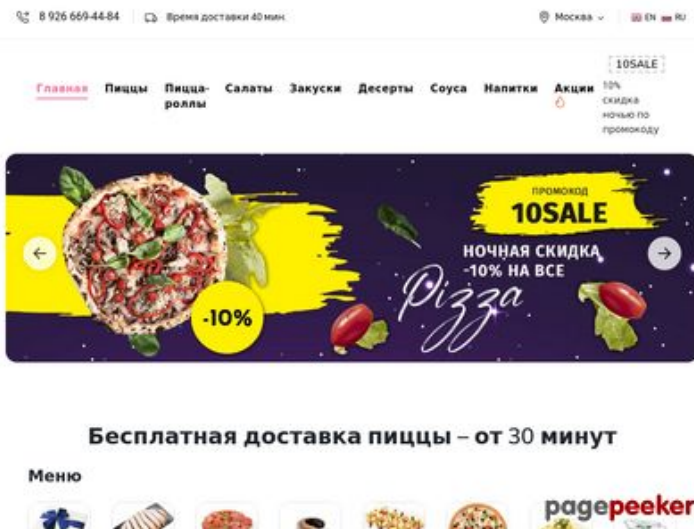 8 926 669-44-84
Время доставки 40 мин.
Москва
EN
RU
10SALE
Главная Пиццы Пицца-роллы Салаты Закуски Десерты Соуса Напитки Акции
10%
скидка
ночью по
промокоду
ПРОМОКОД
10SALE
НОЧНАЯ СКИДКА
-10% НА ВСЕ
Pizza
-10%
Бесплатная доставка пиццы – от 30 минут
Меню
pagepeeker